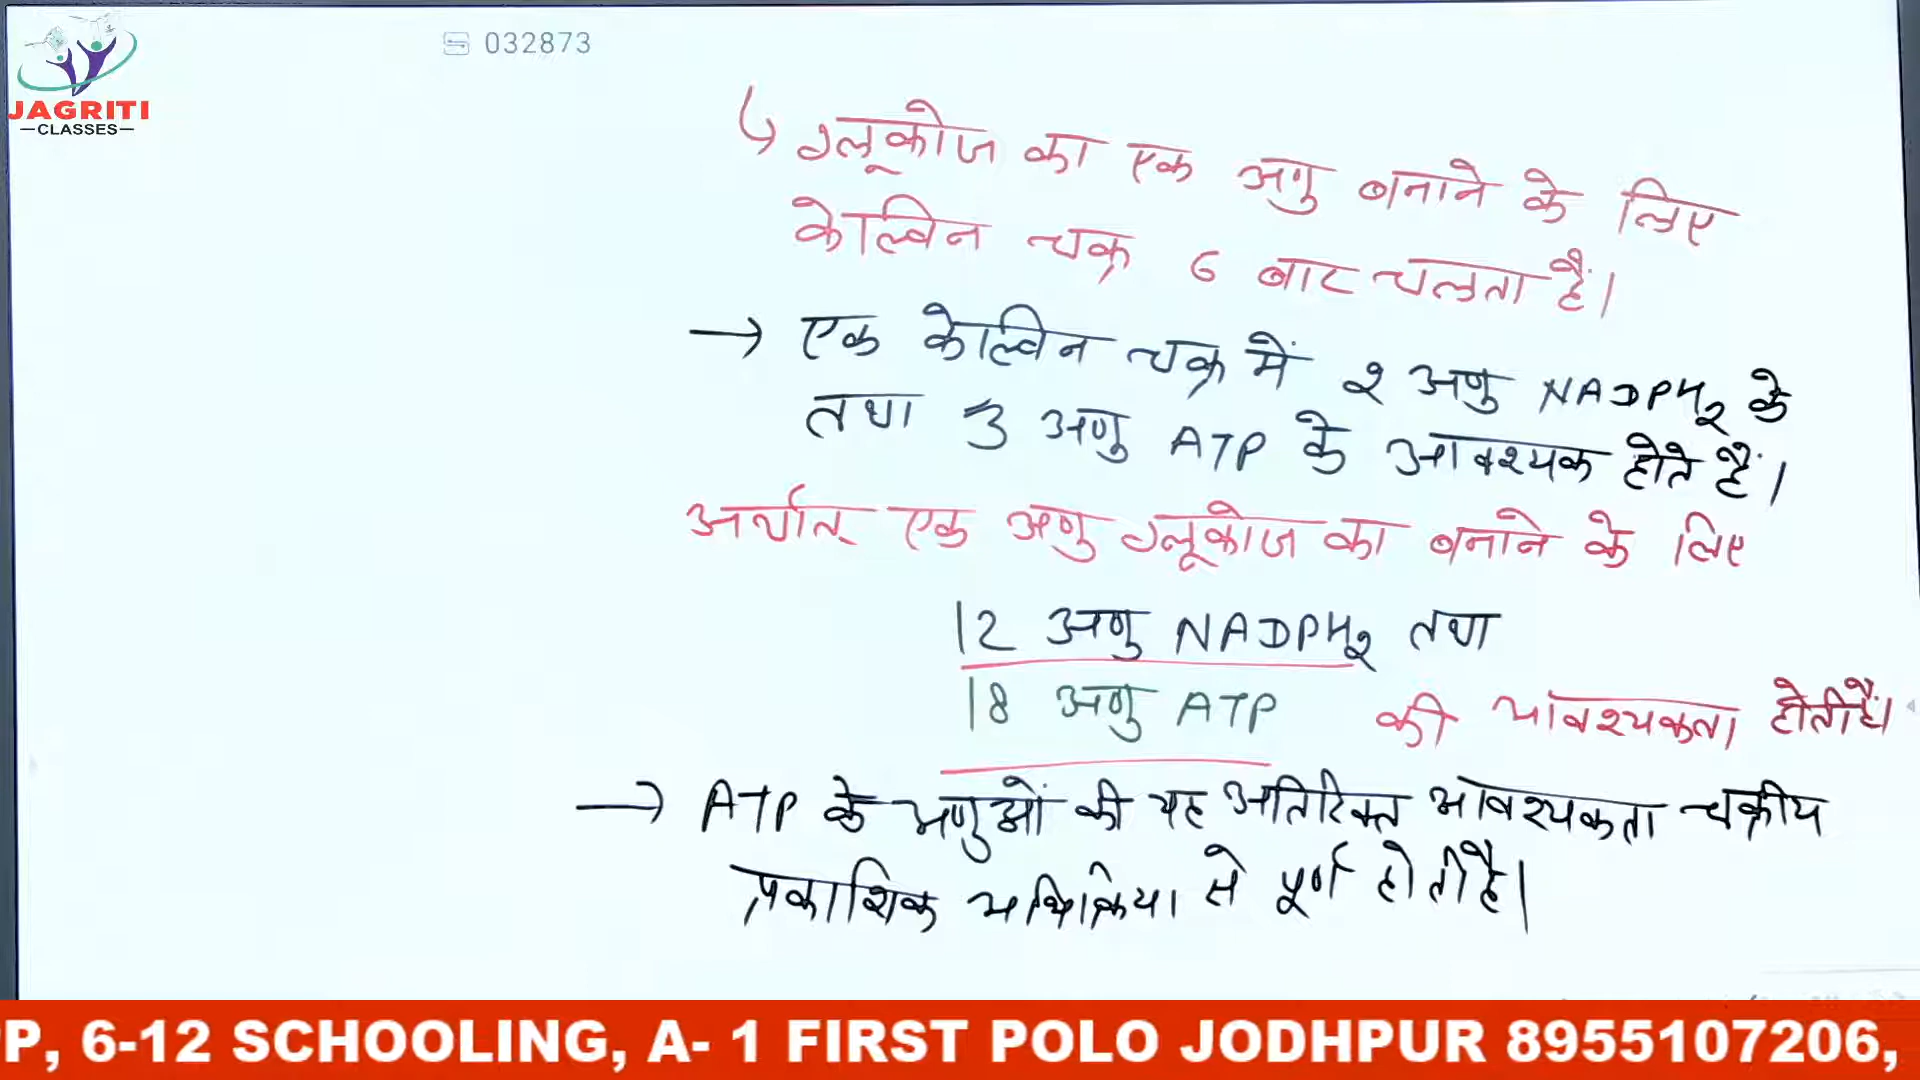 JAGRITI
CLASSES
032873
ग्लूकोज का एक अणु बनाने के लिए
केल्विन चक्र 6 बार चलता है।
→ एक केल्विन चक्र में 2 अणु NADPH2 के
तथा 3 अणु ATP के आवश्यक होते हैं।
अर्थात् एक अणु ग्लूकोज का बनाने के लिए
12 अणु NADPH2 तथा
18 अणु ATP की आवश्यकता होती है।
→ ATP के अणुओं की यह अतिरिक्त आवश्यकता चक्रीय
प्रकाशिक अभिक्रिया से पूर्ण होती है।
P, 6-12 SCHOOLING, A- 1 FIRST POLO JODHPUR 8955107206,